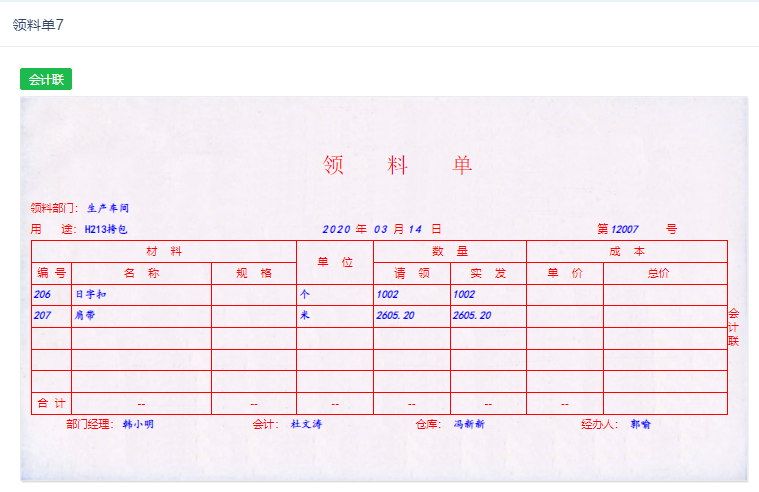 领料单7
会计联
领 料 单
领料部门: 生产车间
用 途: H213挎包 2020 年 03 月 14 日 第 12007 号
材 料 单 位 数 量 成 本
编 号 名 称 规 格 请 领 实 发 单 价 总价
206 日字扣 个 1002 1002
207 肩带 米 2605.20 2605.20
合 计 -- -- -- -- -- --
会计联
部门经理: 韩小明 会计: 杜文涛 仓库: 冯新新 经办人: 郭喻